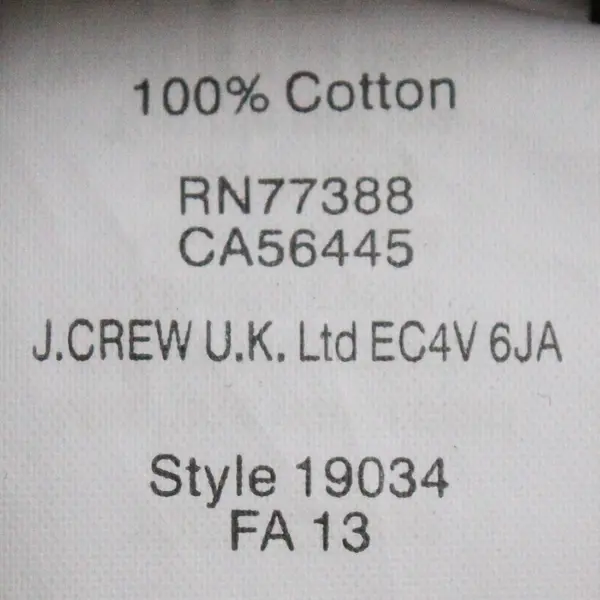 100% Cotton
RN77388
CA56445
J.CREW U.K. Ltd EC4V 6JA
Style 19034
FA 13